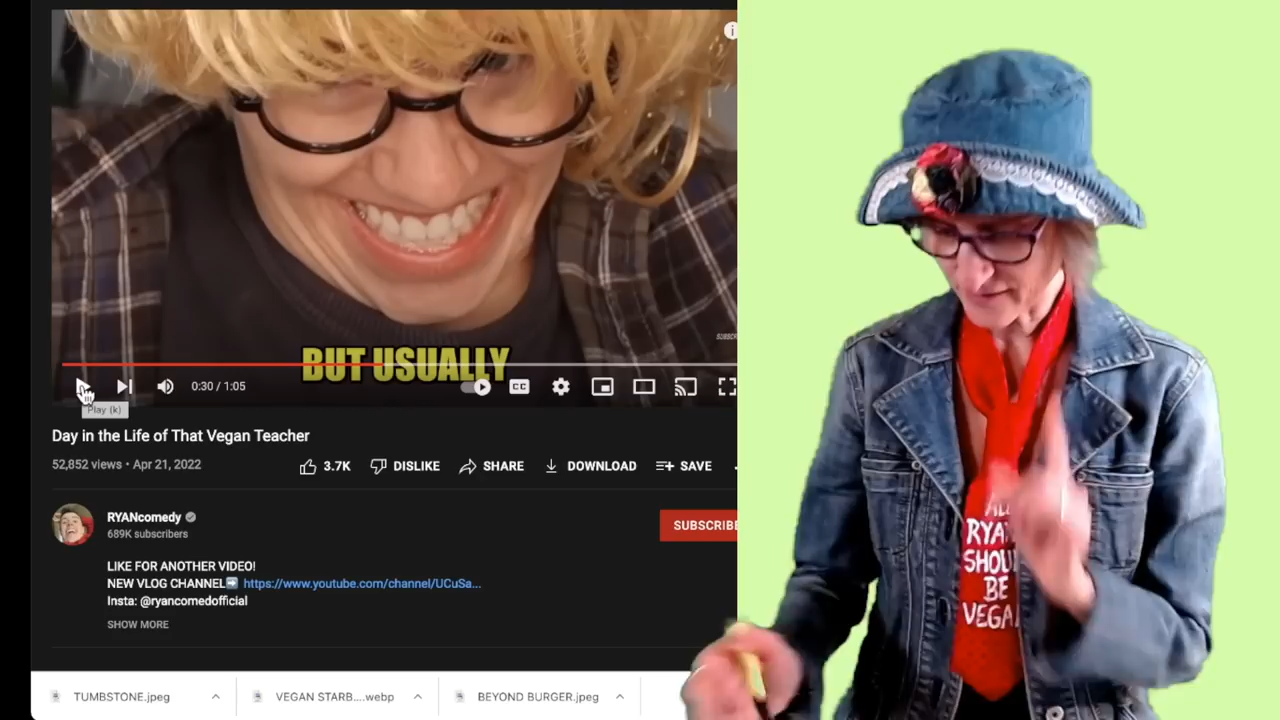 BUT USUALLY
0:30 / 1:05
CC
Play (k)
Day in the Life of That Vegan Teacher
52,852 views • Apr 21, 2022
3.7K
DISLIKE
SHARE
DOWNLOAD
SAVE
RYANcomedy
689K subscribers
SUBSCRIBE
LIKE FOR ANOTHER VIDEO!
NEW VLOG CHANNEL➡ https://www.youtube.com/channel/UCuSa...
Insta: @ryancomedofficial
SHOW MORE
TUMBSTONE.jpeg
VEGAN STARB....webp
BEYOND BURGER.jpeg
ALL
RYAN
SHOU
BE
VEGA